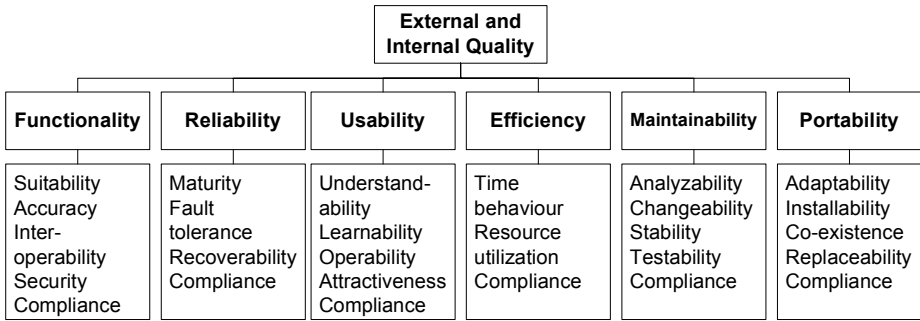 External and
Internal Quality
Functionality
Suitability
Accuracy
Inter-
operability
Security
Compliance
Reliability
Maturity
Fault
tolerance
Recoverability
Compliance
Usability
Understand-
ability
Learnability
Operability
Attractiveness
Compliance
Efficiency
Time
behaviour
Resource
utilization
Compliance
Maintainability
Analyzability
Changeability
Stability
Testability
Compliance
Portability
Adaptability
Installability
Co-existence
Replaceability
Compliance